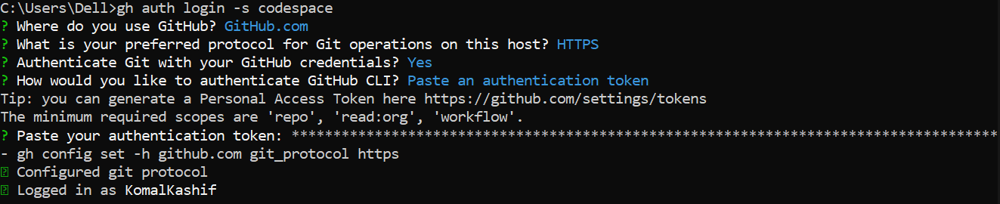 C:\Users\Dell>gh auth login -s codespace
? Where do you use GitHub? GitHub.com
? What is your preferred protocol for Git operations on this host? HTTPS
? Authenticate Git with your GitHub credentials? Yes
? How would you like to authenticate GitHub CLI? Paste an authentication token
Tip: you can generate a Personal Access Token here https://github.com/settings/tokens
The minimum required scopes are 'repo', 'read:org', 'workflow'.
? Paste your authentication token: *************************************************************************************
- gh config set -h github.com git_protocol https
Configured git protocol
Logged in as KomalKashif